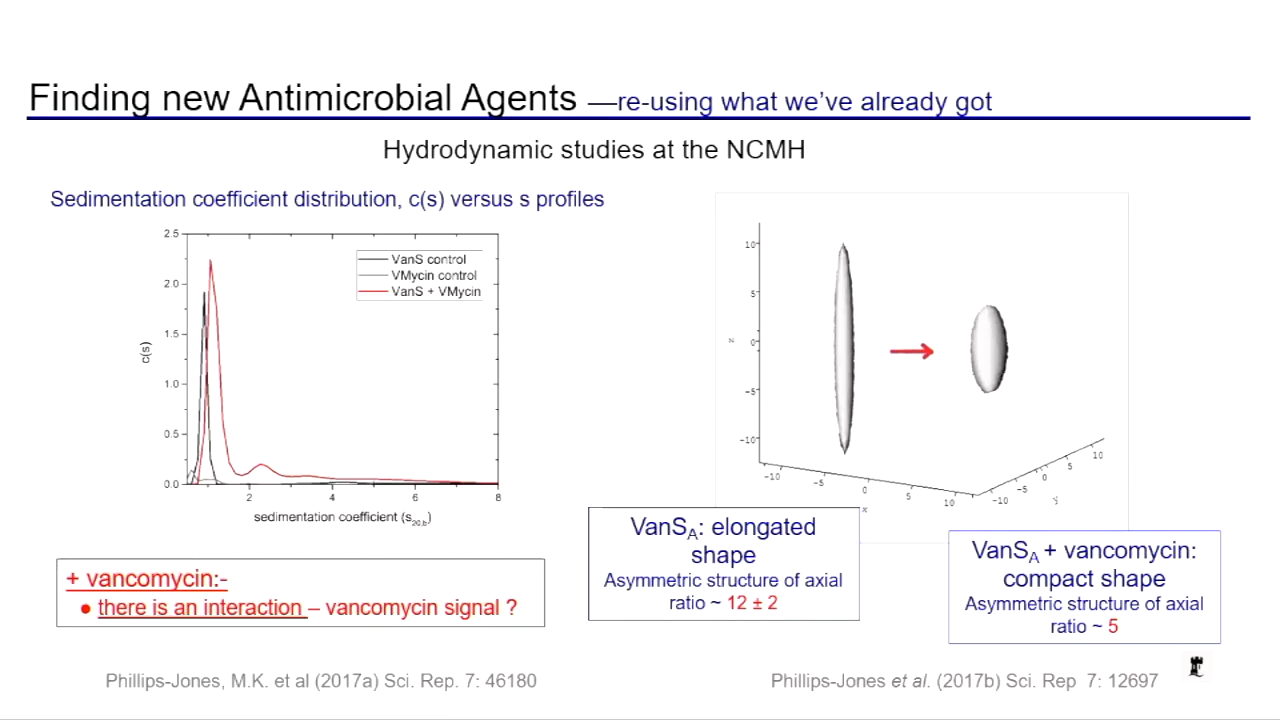 Finding new Antimicrobial Agents —re-using what we've already got
Hydrodynamic studies at the NCMH
Sedimentation coefficient distribution, c(s) versus s profiles
2.5
2.0
1.5
1.0
0.5
0.0
c(s)
VanS control
VMycin control
VanS + VMycin
2
4
6
8
sedimentation coefficient (s20,b)
10
5
0
−5
−10
z
−10
−5
0
5
10
x
−10
−5
0
5
10
y
+ vancomycin:-
● there is an interaction – vancomycin signal ?
VanSA: elongated
shape
Asymmetric structure of axial
ratio ~ 12 ± 2
VanSA + vancomycin:
compact shape
Asymmetric structure of axial
ratio ~ 5
Phillips-Jones, M.K. et al (2017a) Sci. Rep. 7: 46180
Phillips-Jones et al. (2017b) Sci. Rep 7: 12697